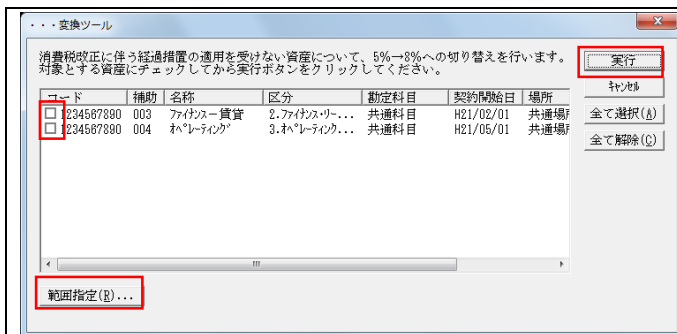 ・・・変換ツール
消費税改正に伴う経過措置の適用を受けない資産について、5%→8%への切り替えを行います。
対象とする資産にチェックしてから実行ボタンをクリックしてください。
実行
ｷｬﾝｾﾙ
全て選択(A)
全て解除(C)
コード 補助 名称 区分 勘定科目 契約開始日 場所
1234567890 003 ﾌｧｲﾅﾝｽー賃貸 2.ﾌｧｲﾅﾝｽ･ﾘｰ... 共通科目 H21/02/01 共通場所
1234567890 004 ｵﾍﾟﾚｰﾃｨﾝｸﾞ 3.ｵﾍﾟﾚｰﾃｨﾝｸ... 共通科目 H21/05/01 共通場所
範囲指定(R)...